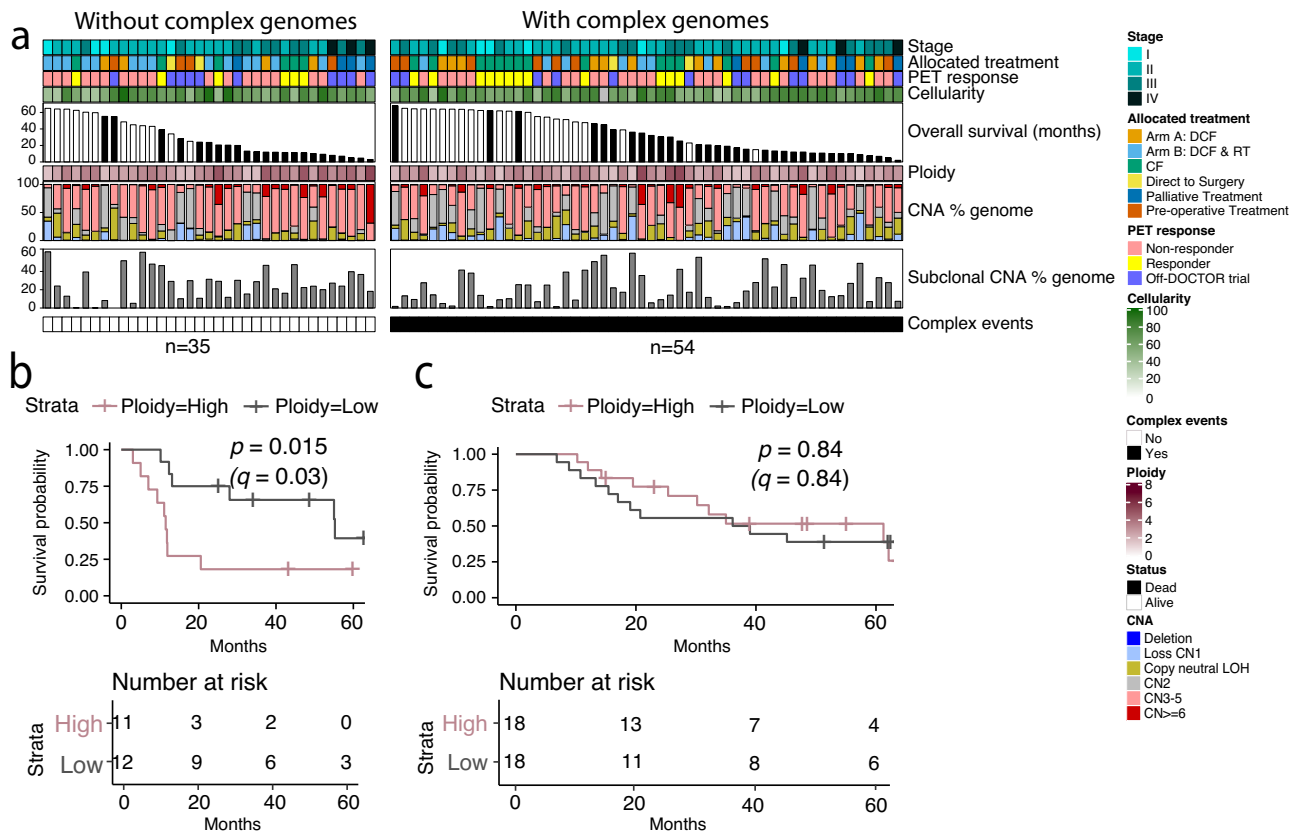 a
Without complex genomes
With complex genomes
Stage
Allocated treatment
PET response
Cellularity
60
40
20
0
Overall survival (months)
Ploidy
100
50
0
CNA % genome
60
40
20
0
Subclonal CNA % genome
Complex events
n=35
n=54
Stage
I
II
III
IV
Allocated treatment
Arm A: DCF
Arm B: DCF & RT
CF
Direct to Surgery
Palliative Treatment
Pre-operative Treatment
PET response
Non-responder
Responder
Off-DOCTOR trial
Cellularity
100
80
60
40
20
0
Complex events
No
Yes
Ploidy
8
6
4
2
0
Status
Dead
Alive
CNA
Deletion
Loss CN1
Copy neutral LOH
CN2
CN3-5
CN>=6
b
Strata Ploidy=High Ploidy=Low
p = 0.015
(q = 0.03)
Survival probability
1.00
0.75
0.50
0.25
0.00
0 20 40 60
Months
Number at risk
Strata
High 11 3 2 0
Low 12 9 6 3
0 20 40 60
Months
c
Strata Ploidy=High Ploidy=Low
p = 0.84
(q = 0.84)
Survival probability
1.00
0.75
0.50
0.25
0.00
0 20 40 60
Months
Number at risk
Strata
High 18 13 7 4
Low 18 11 8 6
0 20 40 60
Months